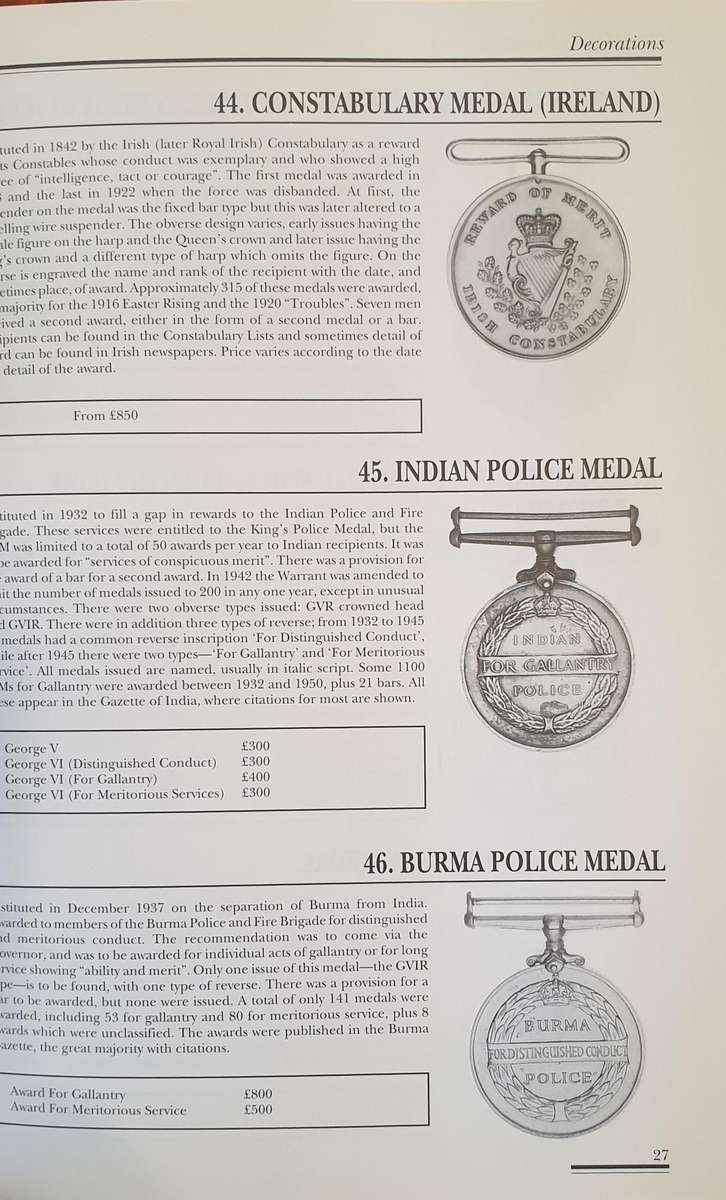 Decorations
44. CONSTABULARY MEDAL (IRELAND)
tuted in 1842 by the Irish (later Royal Irish) Constabulary as a reward
ts Constables whose conduct was exemplary and who showed a high
ee of “intelligence, tact or courage”. The first medal was awarded in
and the last in 1922 when the force was disbanded. At first, the
ender on the medal was the fixed bar type but this was later altered to a
elling wire suspender. The obverse design varies, early issues having the
ale figure on the harp and the Queen’s crown and later issue having the
g’s crown and a different type of harp which omits the figure. On the
rse is engraved the name and rank of the recipient with the date, and
etimes place, of award. Approximately 315 of these medals were awarded,
majority for the 1916 Easter Rising and the 1920 “Troubles”. Seven men
ived a second award, either in the form of a second medal or a bar.
ipients can be found in the Constabulary Lists and sometimes detail of
rd can be found in Irish newspapers. Price varies according to the date
detail of the award.
REWARD OF MERIT
IRISH CONSTABULARY
From £850
45. INDIAN POLICE MEDAL
tituted in 1932 to fill a gap in rewards to the Indian Police and Fire
gade. These services were entitled to the King’s Police Medal, but the
M was limited to a total of 50 awards per year to Indian recipients. It was
be awarded for “services of conspicuous merit”. There was a provision for
award of a bar for a second award. In 1942 the Warrant was amended to
it the number of medals issued to 200 in any one year, except in unusual
cumstances. There were two obverse types issued: GVR crowned head
d GVIR. There were in addition three types of reverse; from 1932 to 1945
medals had a common reverse inscription ‘For Distinguished Conduct’,
ile after 1945 there were two types—‘For Gallantry’ and ‘For Meritorious
rvice’. All medals issued are named, usually in italic script. Some 1100
Ms for Gallantry were awarded between 1932 and 1950, plus 21 bars. All
ese appear in the Gazette of India, where citations for most are shown.
INDIAN
FOR GALLANTRY
POLICE
George V £300
George VI (Distinguished Conduct) £300
George VI (For Gallantry) £400
George VI (For Meritorious Services) £300
46. BURMA POLICE MEDAL
stituted in December 1937 on the separation of Burma from India.
warded to members of the Burma Police and Fire Brigade for distinguished
nd meritorious conduct. The recommendation was to come via the
overnor, and was to be awarded for individual acts of gallantry or for long
rvice showing “ability and merit”. Only one issue of this medal—the GVIR
pe—is to be found, with one type of reverse. There was a provision for a
ar to be awarded, but none were issued. A total of only 141 medals were
warded, including 53 for gallantry and 80 for meritorious service, plus 8
wards which were unclassified. The awards were published in the Burma
azette, the great majority with citations.
BURMA
FOR DISTINGUISHED CONDUCT
POLICE
Award For Gallantry £800
Award For Meritorious Service £500
27